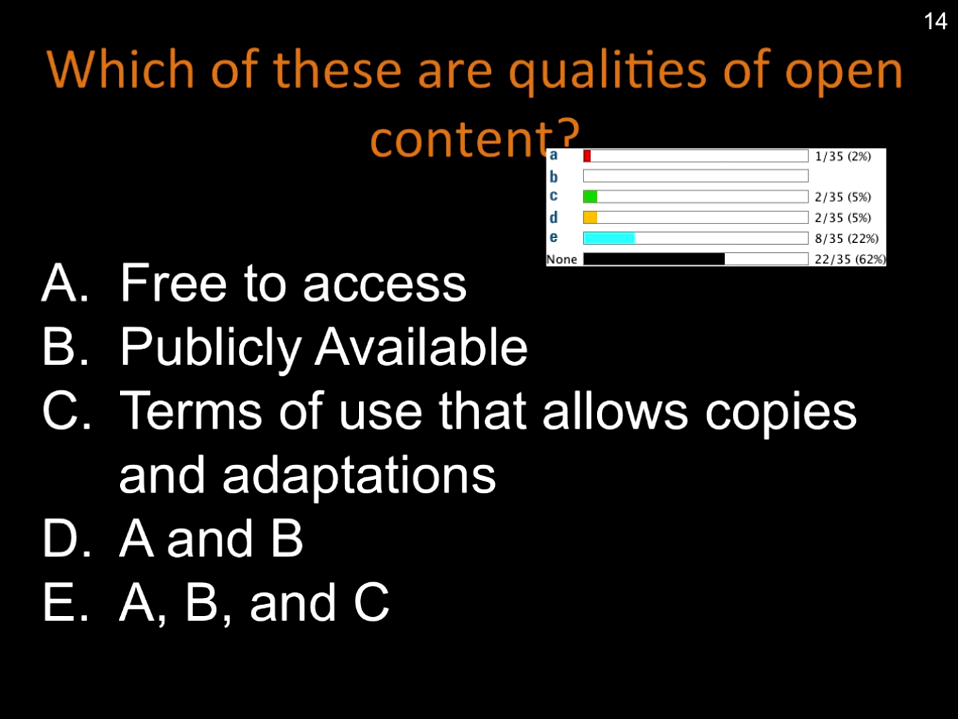 14
Which of these are qualities of open
content?
a 1/35 (2%)
b
c 2/35 (5%)
d 2/35 (5%)
e 8/35 (22%)
None 22/35 (62%)
A. Free to access
B. Publicly Available
C. Terms of use that allows copies
and adaptations
D. A and B
E. A, B, and C